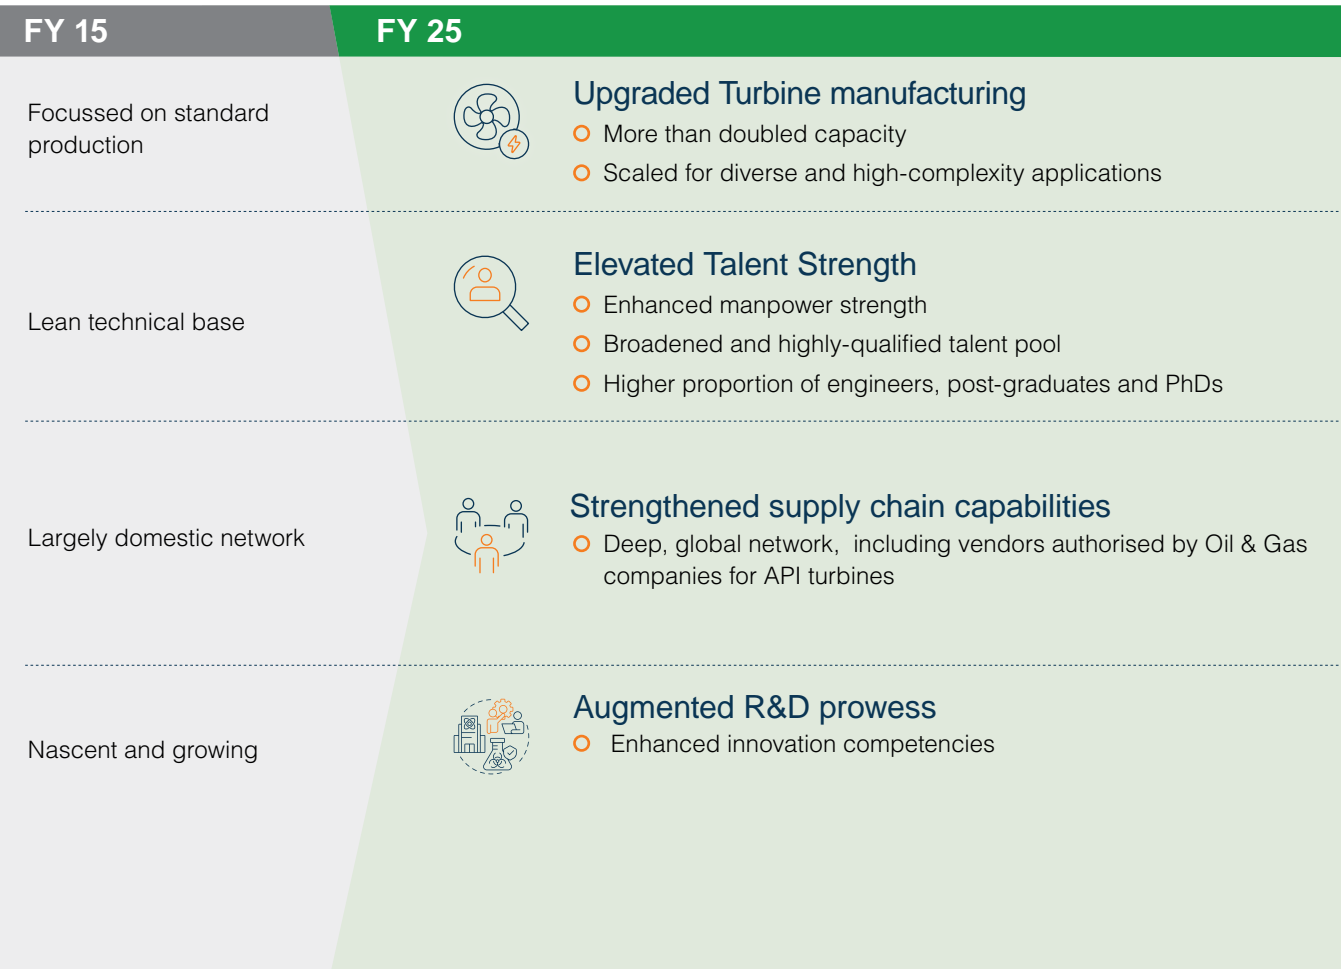 FY 15
FY 25
Focussed on standard
production
Upgraded Turbine manufacturing
More than doubled capacity
Scaled for diverse and high-complexity applications
Lean technical base
Elevated Talent Strength
Enhanced manpower strength
Broadened and highly-qualified talent pool
Higher proportion of engineers, post-graduates and PhDs
Largely domestic network
Strengthened supply chain capabilities
Deep, global network, including vendors authorised by Oil & Gas
companies for API turbines
Nascent and growing
Augmented R&D prowess
Enhanced innovation competencies